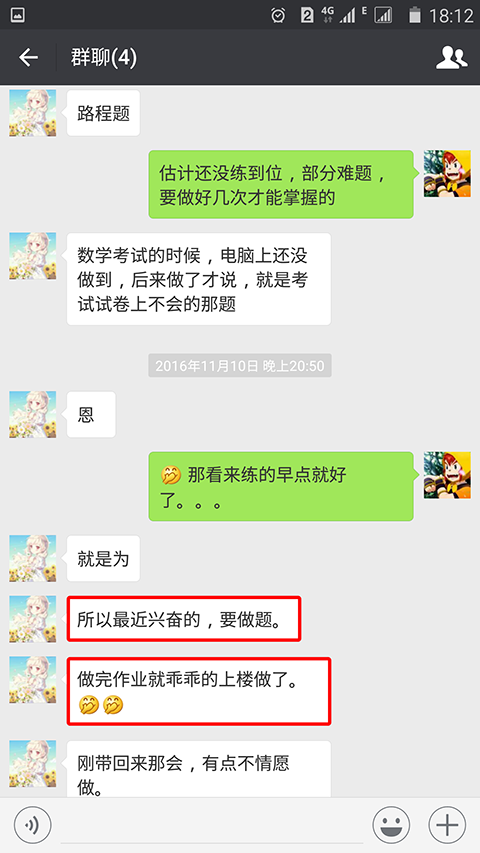 2
4G
E
18:12
群聊(4)
路程题
估计还没练到位，部分难题，
要做好几次才能掌握的
数学考试的时候，电脑上还没
做到，后来做了才说，就是考
试试卷上不会的那题
2016年11月10日 晚上20:50
恩
那看来练的早点就好
了。。。
就是为
所以最近兴奋的，要做题。
做完作业就乖乖的上楼做了。
刚带回来那会，有点不情愿
做。